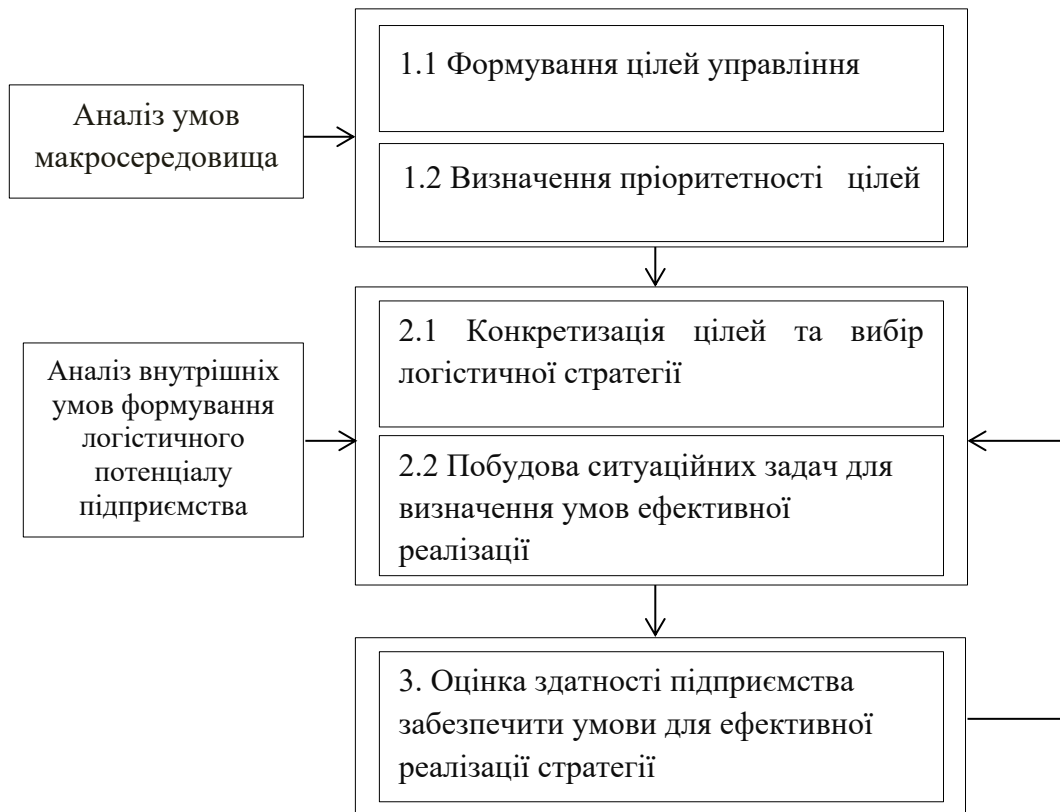 Аналіз умов
макросередовища
1.1 Формування цілей управління
1.2 Визначення пріоритетності цілей
Аналіз внутрішніх
умов формування
логістичного
потенціалу
підприємства
2.1 Конкретизація цілей та вибір
логістичної стратегії
2.2 Побудова ситуаційних задач для
визначення умов ефективної
реалізації
3. Оцінка здатності підприємства
забезпечити умови для ефективної
реалізації стратегії